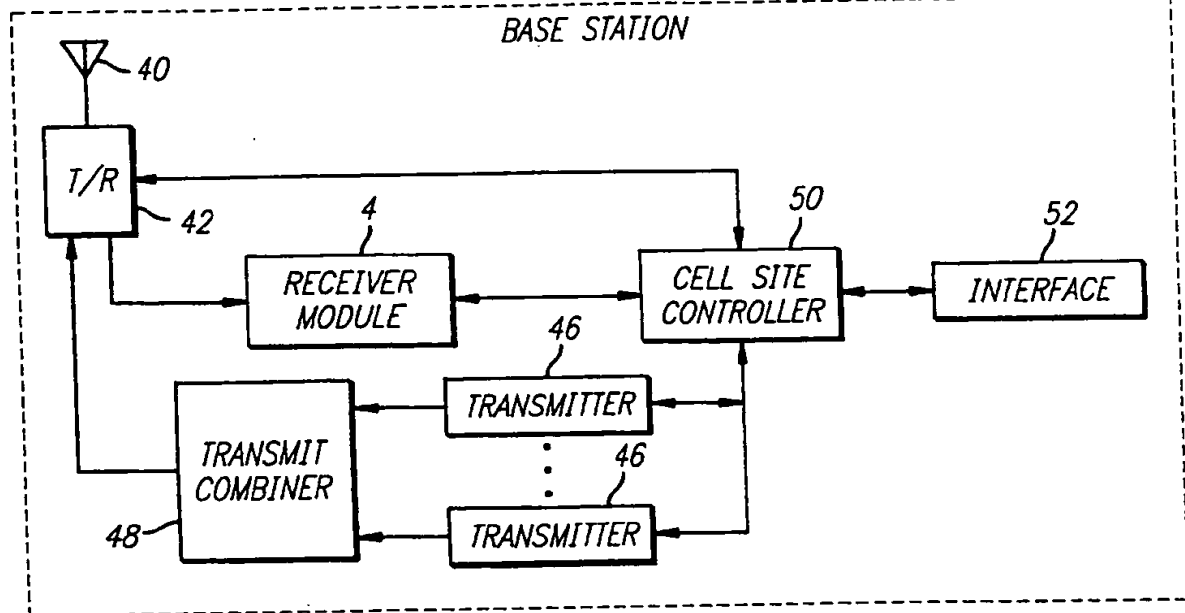 BASE STATION
40
T/R
42
4
RECEIVER
MODULE
50
CELL SITE
CONTROLLER
52
INTERFACE
46
TRANSMITTER
46
TRANSMITTER
TRANSMIT
COMBINER
48